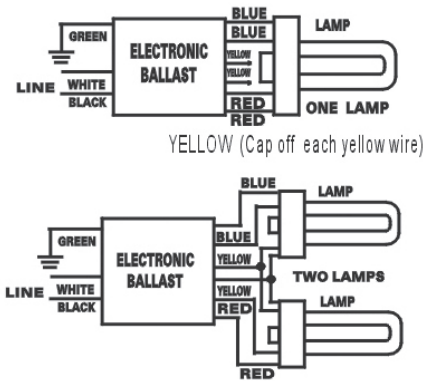 BLUE
LAMP
GREEN
BLUE
ELECTRONIC
BALLAST
YELLOW
YELLOW
LINE
WHITE
BLACK
RED
ONE LAMP
RED
YELLOW (Cap off each yellow wire)
BLUE
LAMP
GREEN
BLUE
ELECTRONIC
BALLAST
YELLOW
TWO LAMPS
LINE
WHITE
YELLOW
LAMP
BLACK
RED
RED